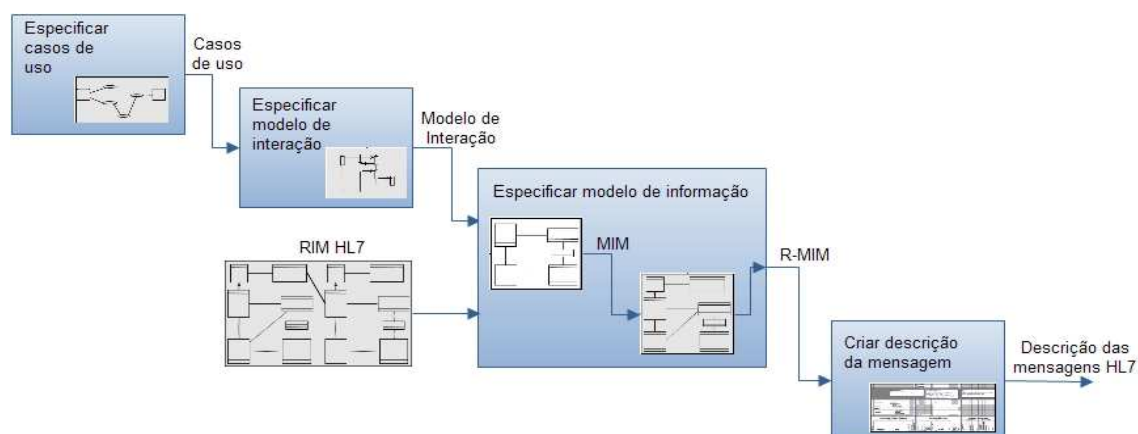 Especificar
casos de
uso
Casos
de uso
Especificar
modelo de
interação
Modelo de
Interação
Especificar modelo de informação
RIM HL7
MIM
R-MIM
Criar descrição
da mensagem
Descrição das
mensagens HL7